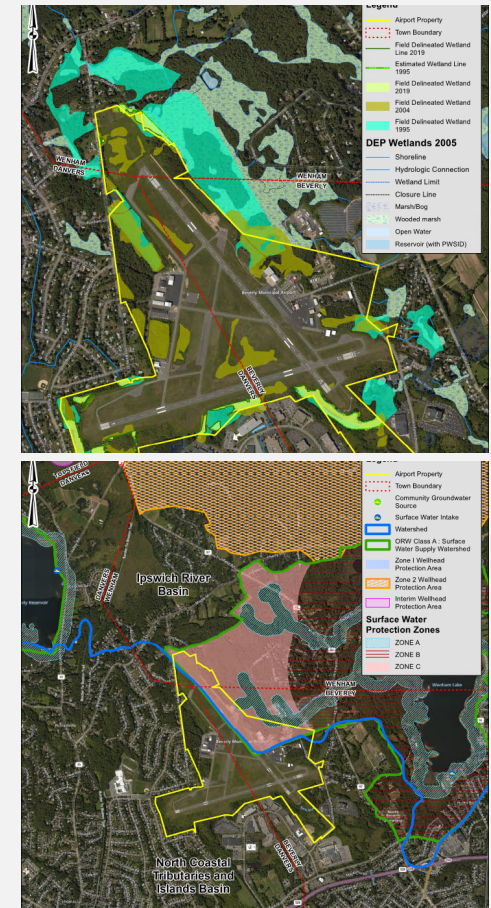 Legend
Airport Property
Town Boundary
Field Delineated Wetland
Line 2019
Estimated Wetland Line
1995
Field Delineated Wetland
2019
Field Delineated Wetland
2004
Field Delineated Wetland
1995
DEP Wetlands 2005
Shoreline
Hydrologic Connection
Wetland Limit
Closure Line
Marsh/Bog
Wooded marsh
Open Water
Reservoir (with PWSID)
WENHAM
DANVERS
WENHAM
BEVERLY
Beverly Municipal Airport
BEVERLY
DANVERS
Legend
Airport Property
Town Boundary
Community Groundwater
Source
Surface Water Intake
Watershed
ORW Class A : Surface
Water Supply Watershed
Zone I Wellhead
Protection Area
Zone 2 Wellhead
Protection Area
Interim Wellhead
Protection Area
Surface Water
Protection Zones
ZONE A
ZONE B
ZONE C
TOPSFIELD
DANVERS
DANVERS
WENHAM
Ipswich River
Basin
Wenham Lake
WENHAM
BEVERLY
North Coastal
Tributaries and
Islands Basin
BEVERLY
DANVERS